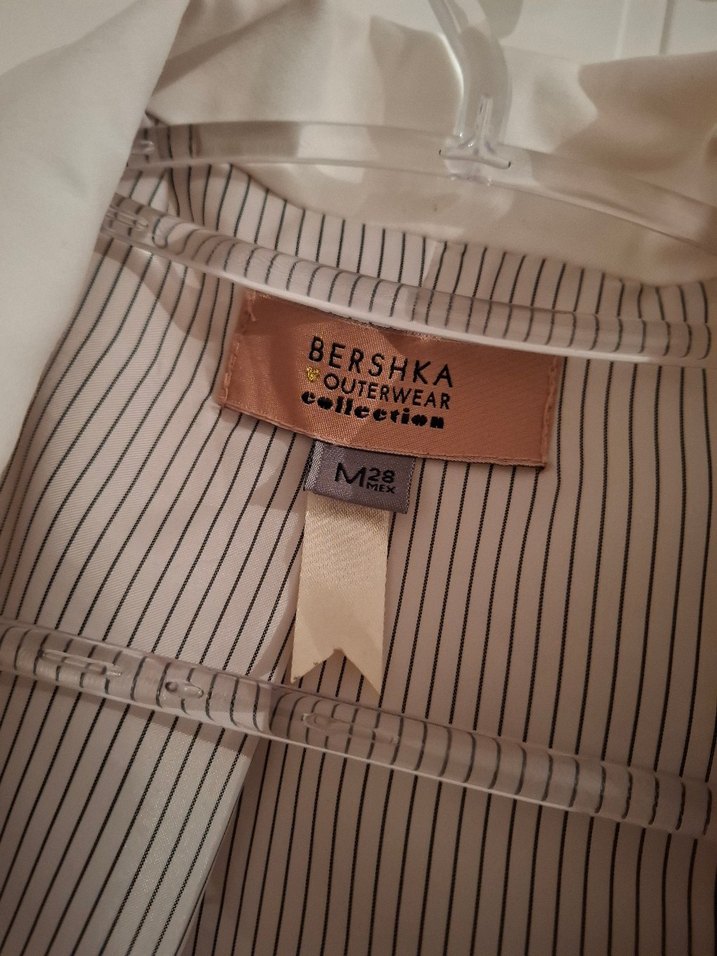 BERSHKA
OUTERWEAR
collection
M 28
MEX